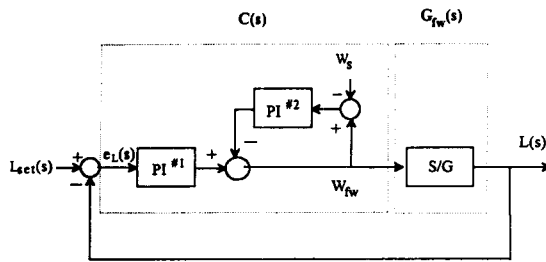 C(s)
G_fw(s)
W_s
PI #2
−
+
−
L_set(s)
+
−
e_L(s)
PI #1
+
W_fw
S/G
L(s)